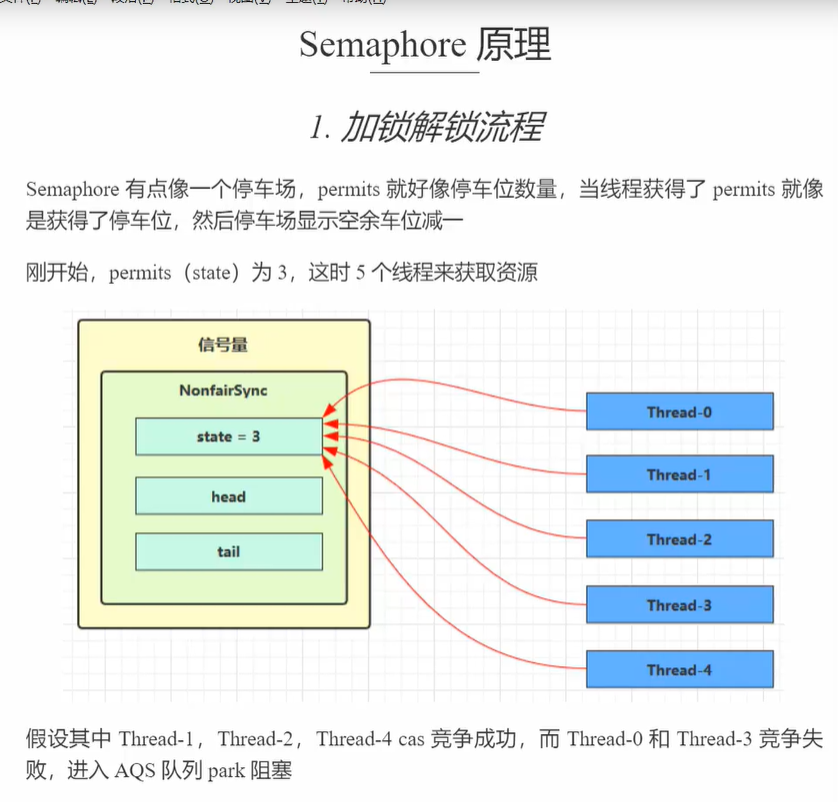 Semaphore 原理
1. 加锁解锁流程
Semaphore 有点像一个停车场，permits 就好像停车位数量，当线程获得了 permits 就像
是获得了停车位，然后停车场显示空余车位减一
刚开始，permits（state）为 3，这时 5 个线程来获取资源
信号量
NonfairSync
state = 3
head
tail
Thread-0
Thread-1
Thread-2
Thread-3
Thread-4
假设其中 Thread-1，Thread-2，Thread-4 cas 竞争成功，而 Thread-0 和 Thread-3 竞争失
败，进入 AQS 队列 park 阻塞